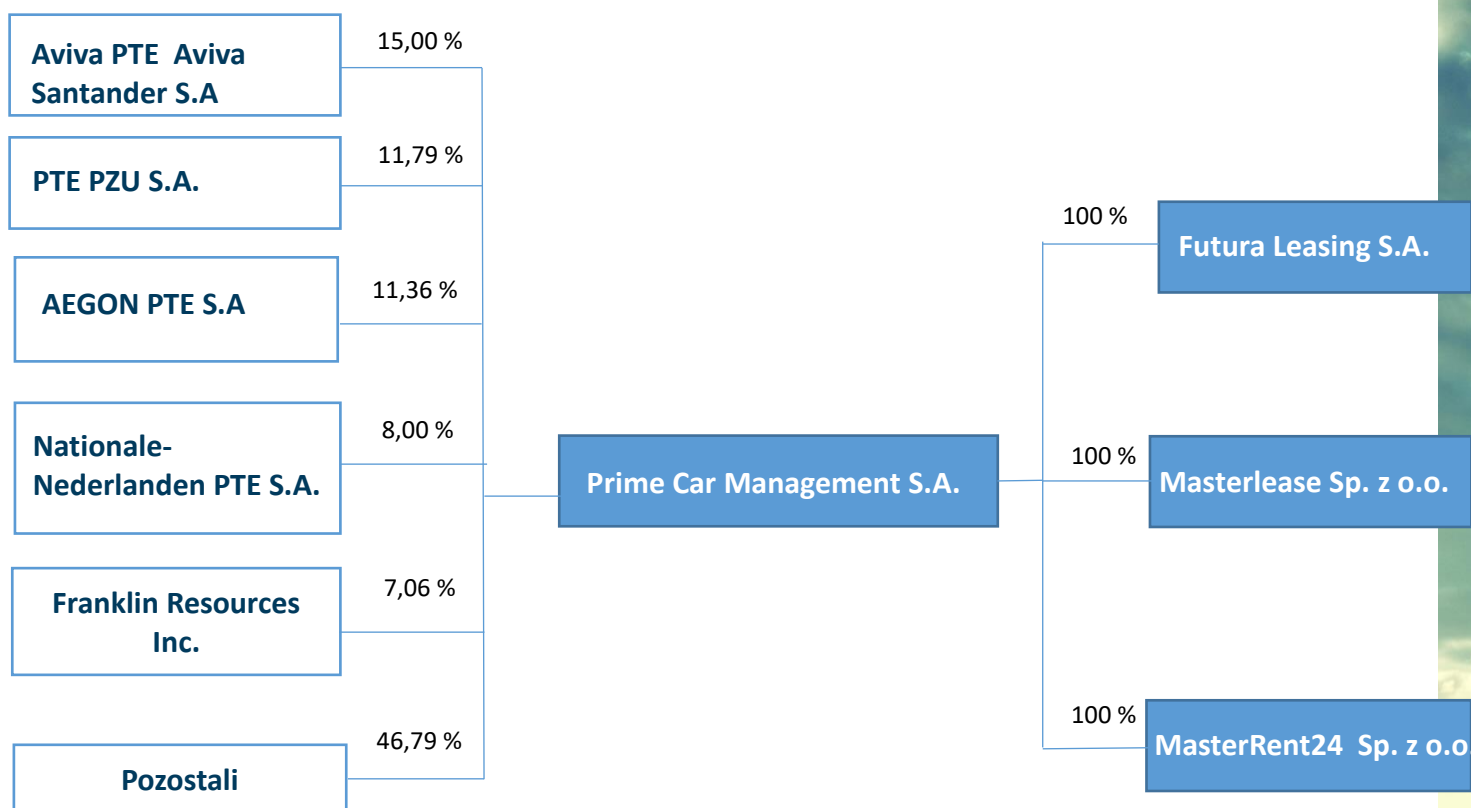 Aviva PTE  Aviva
Santander S.A
15,00 %
PTE PZU S.A.
11,79 %
AEGON PTE S.A
11,36 %
Nationale-
Nederlanden PTE S.A.
8,00 %
Franklin Resources
Inc.
7,06 %
Pozostali
46,79 %
Prime Car Management S.A.
100 %
Futura Leasing S.A.
100 %
Masterlease Sp. z o.o.
100 %
MasterRent24  Sp. z o.o.